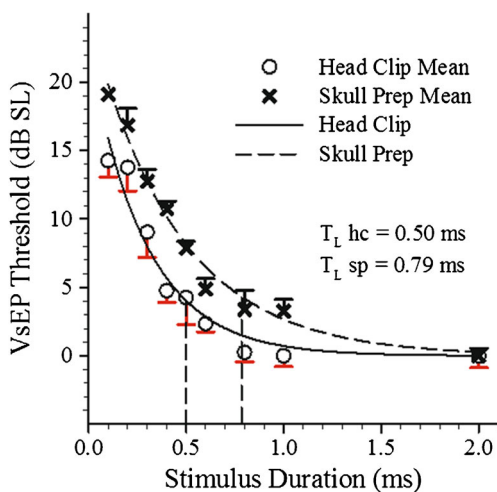 Head Clip Mean
Skull Prep Mean
Head Clip
Skull Prep
T_L hc = 0.50 ms
T_L sp = 0.79 ms
VsEP Threshold (dB SL)
20
15
10
5
0
0.0 0.5 1.0 1.5 2.0
Stimulus Duration (ms)